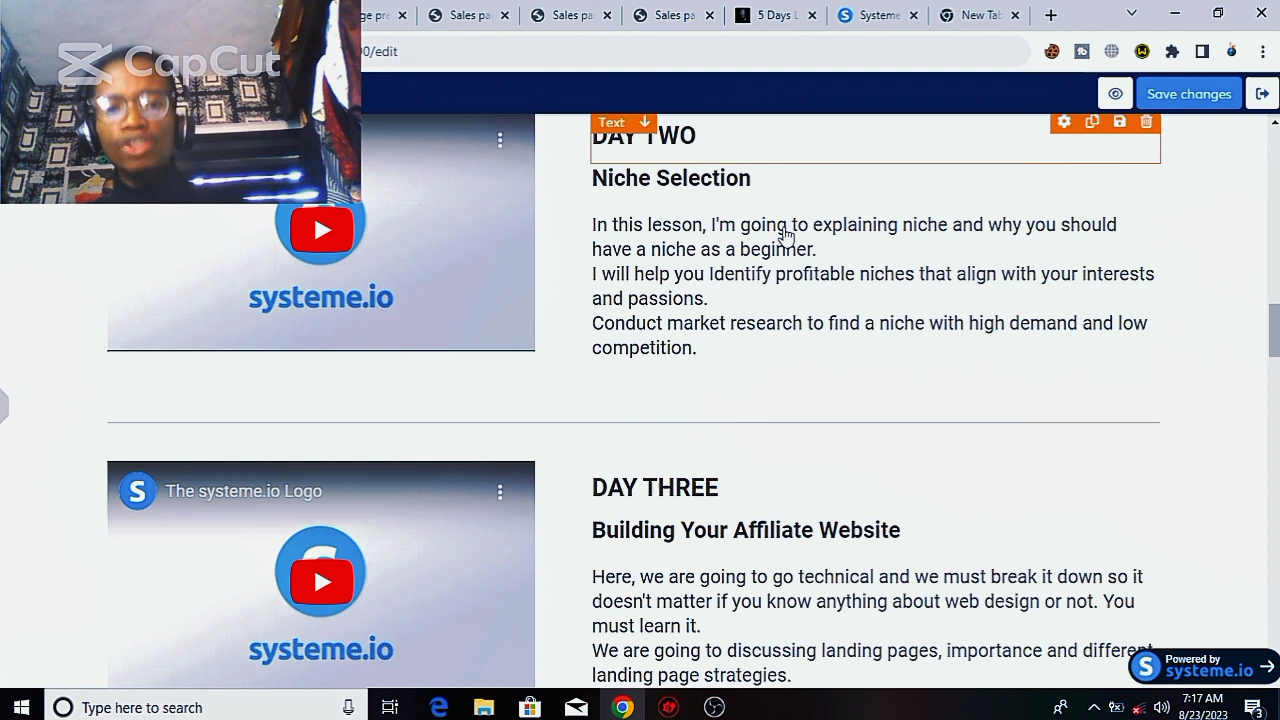 CapCut
ge pre
Sales pa
Sales pa
Sales pa
5 Days L
Systeme
New Tab
0/edit
Save changes
Text
DAY TWO
Niche Selection
In this lesson, I'm going to explaining niche and why you should
have a niche as a beginner.
I will help you Identify profitable niches that align with your interests
and passions.
Conduct market research to find a niche with high demand and low
competition.
systeme.io
S The systeme.io Logo
systeme.io
DAY THREE
Building Your Affiliate Website
Here, we are going to go technical and we must break it down so it
doesn't matter if you know anything about web design or not. You
must learn it.
We are going to discussing landing pages, importance and different
landing page strategies.
S Powered by
systeme.io
Type here to search
7:17 AM
8/23/2023
3